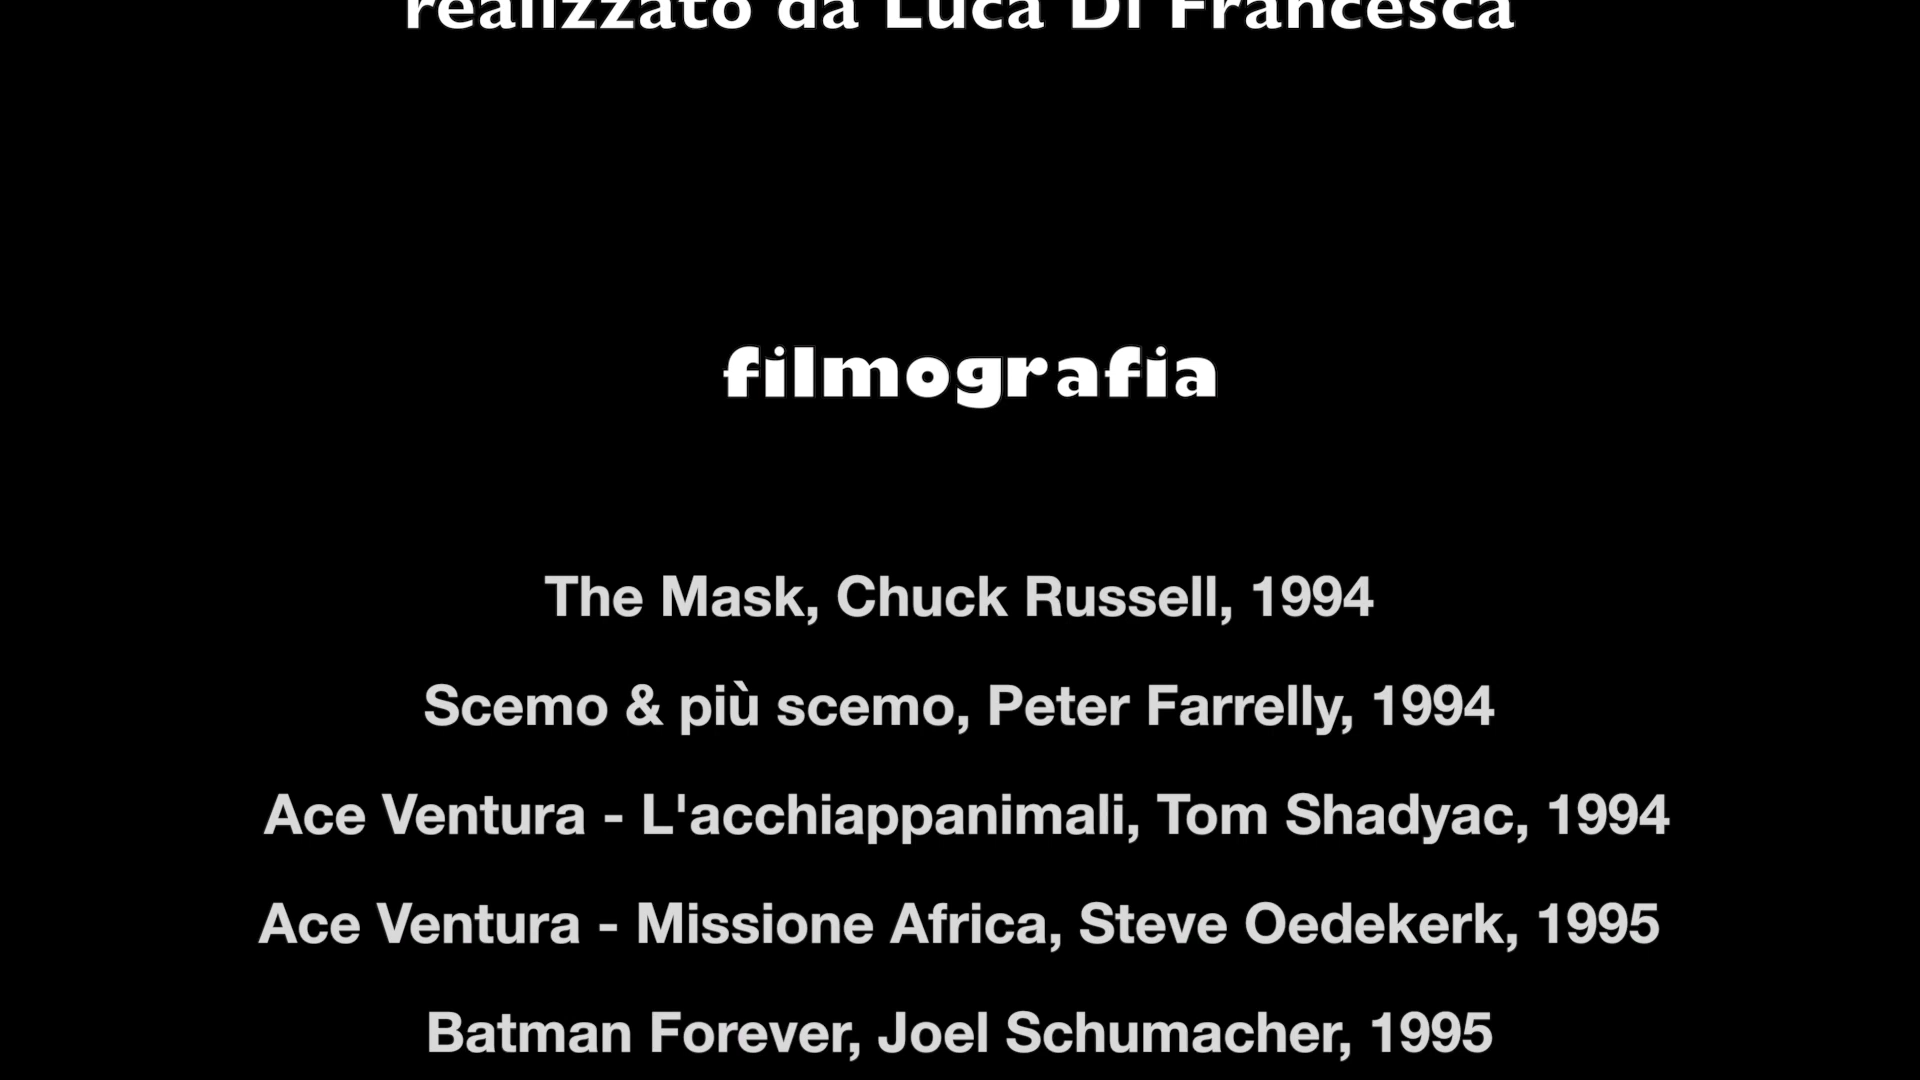 realizzato da Luca Di Francesca
filmografia
The Mask, Chuck Russell, 1994
Scemo & più scemo, Peter Farrelly, 1994
Ace Ventura - L'acchiappanimali, Tom Shadyac, 1994
Ace Ventura - Missione Africa, Steve Oedekerk, 1995
Batman Forever, Joel Schumacher, 1995